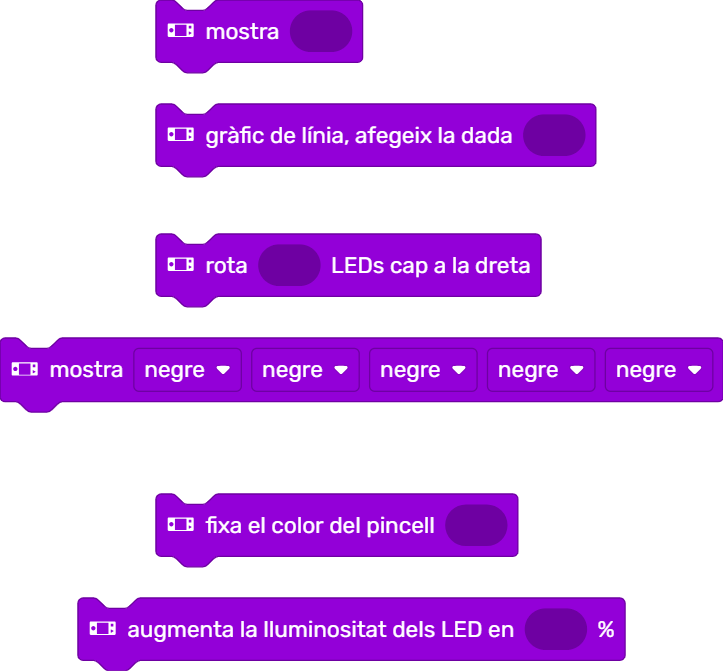 mostra
gràfic de línia, afegeix la dada
rota LEDs cap a la dreta
mostra negre negre negre negre negre
fixa el color del pincell
augmenta la lluminositat dels LED en %